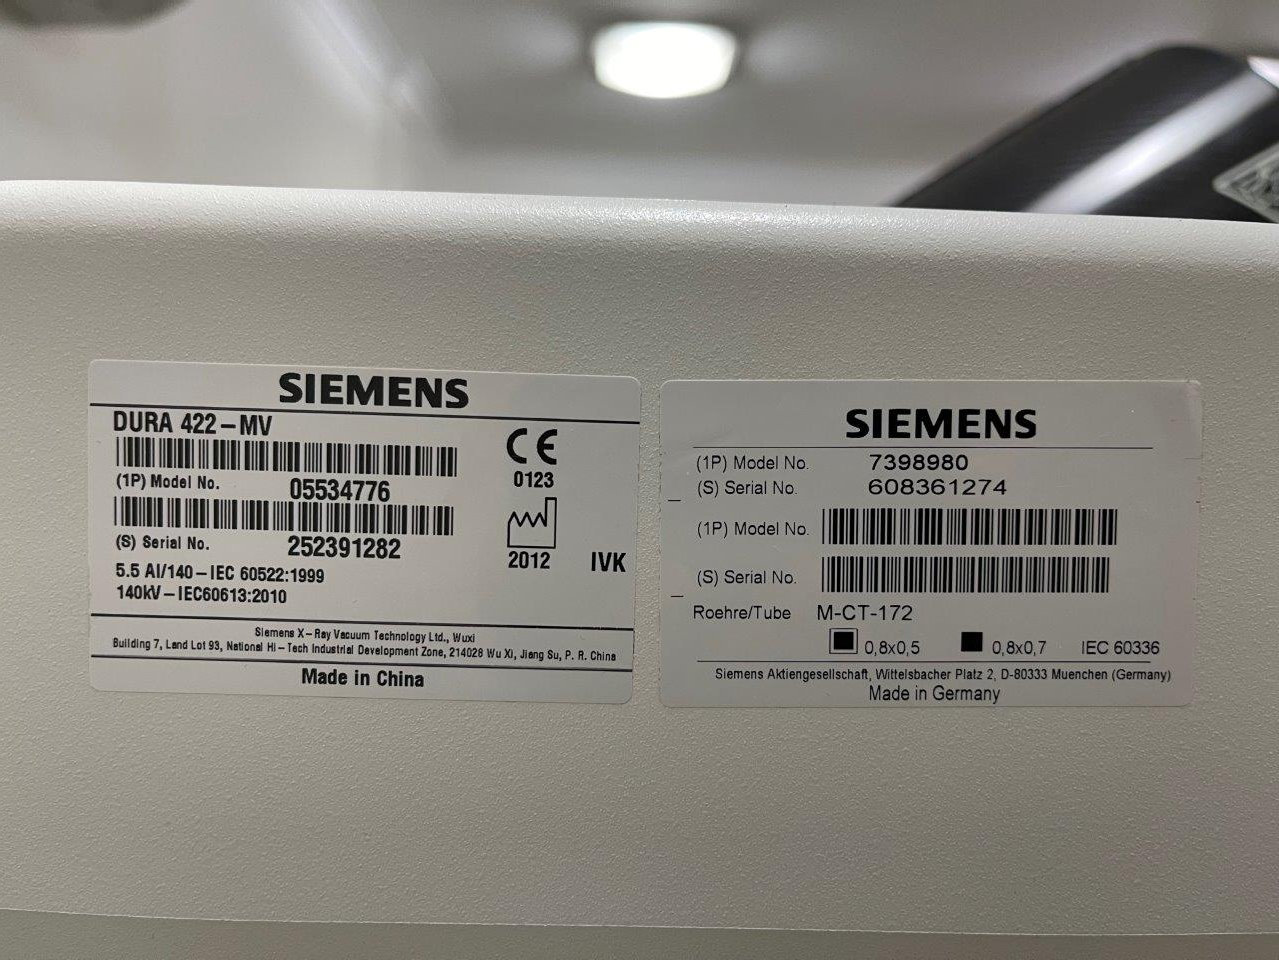 SIEMENS
DURA 422-MV
(1P) Model No. 05534776
(S) Serial No. 252391282
5.5 Al/140-IEC 60522:1999
140kV-IEC60613:2010
CE
0123
2012
IVK
Siemens X-Ray Vacuum Technology Ltd., Wuxi
Building 7, Land Lot 93, National Hi-Tech Industrial Development Zone, 214028 Wu Xi, Jiang Su, P. R. China
Made in China
SIEMENS
(1P) Model No. 7398980
(S) Serial No. 608361274
(1P) Model No.
(S) Serial No.
Roehre/Tube M-CT-172
0,8x0,5 0,8x0,7 IEC 60336
Siemens Aktiengesellschaft, Wittelsbacher Platz 2, D-80333 Muenchen (Germany)
Made in Germany